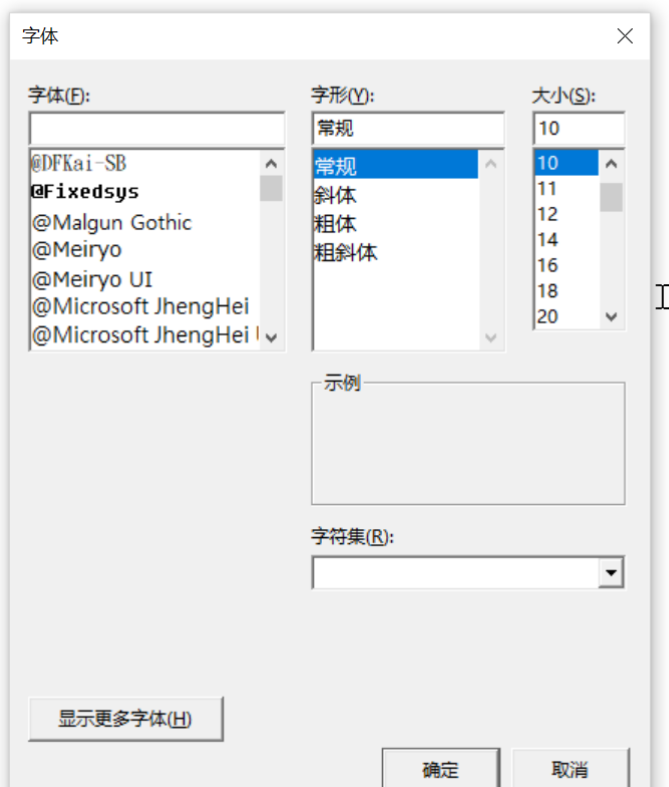 字体
字体(F):
字形(Y):
大小(S):
常规
10
@DFKai-SB
@Fixedsys
@Malgun Gothic
@Meiryo
@Meiryo UI
@Microsoft JhengHei
@Microsoft JhengHei
常规
斜体
粗体
粗斜体
10
11
12
14
16
18
20
示例
字符集(R):
显示更多字体(H)
确定
取消